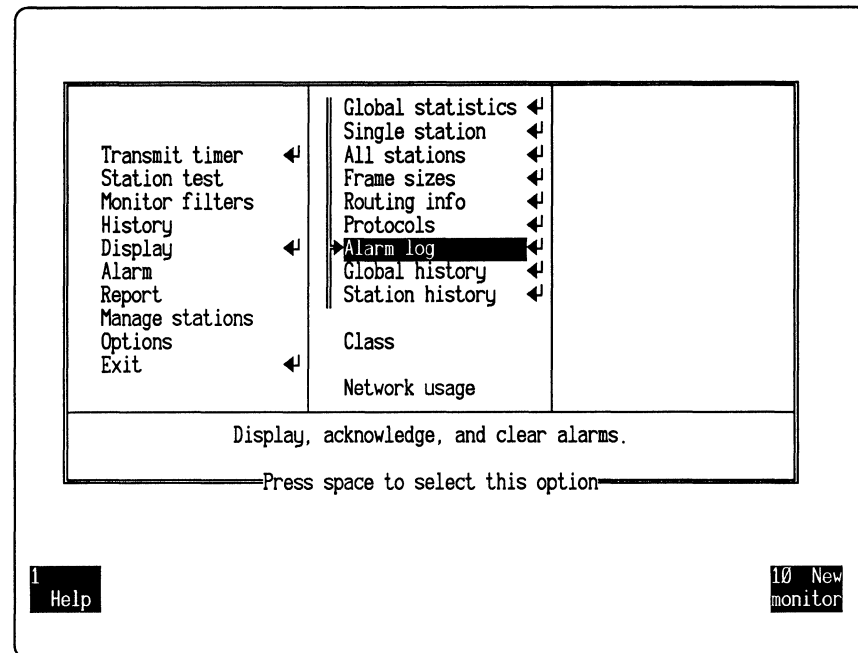 Transmit timer
Station test
Monitor filters
History
Display
Alarm
Report
Manage stations
Options
Exit
Global statistics
Single station
All stations
Frame sizes
Routing info
Protocols
Alarm log
Global history
Station history
Class
Network usage
Display, acknowledge, and clear alarms.
Press space to select this option
1
Help
10 New
monitor